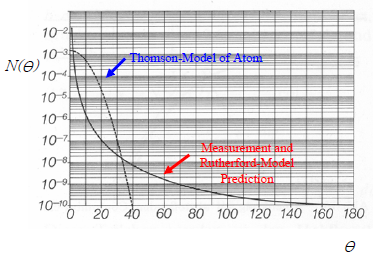 10-2
N(θ)
10-3
Thomson-Model of Atom
10-4
10-5
10-6
10-7
Measurement and
10-8
Rutherford-Model
10-9
Prediction
10-10
0 20 40 60 80 100 120 140 160 180
θ